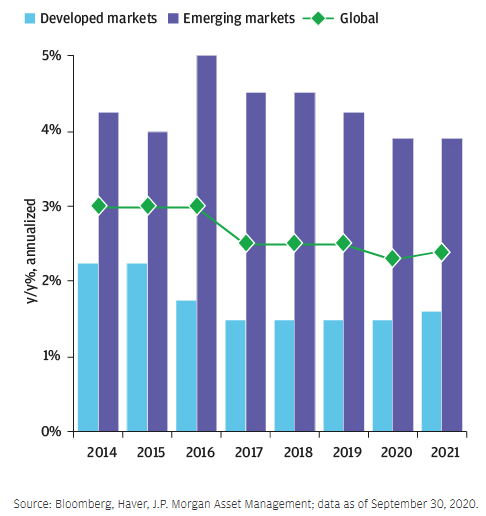 Developed markets Emerging markets Global
5%
4%
3%
2%
1%
0%
y/y%, annualized
2014 2015 2016 2017 2018 2019 2020 2021
Source: Bloomberg, Haver, J.P. Morgan Asset Management; data as of September 30, 2020.